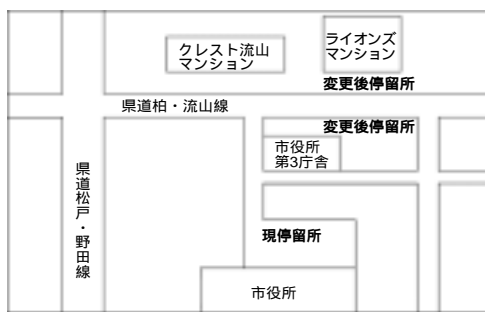 クレスト流山
マンション
ライオンズ
マンション
変更後停留所
県道柏・流山線
変更後停留所
市役所
第3庁舎
県道松戸・野田線
現停留所
市役所